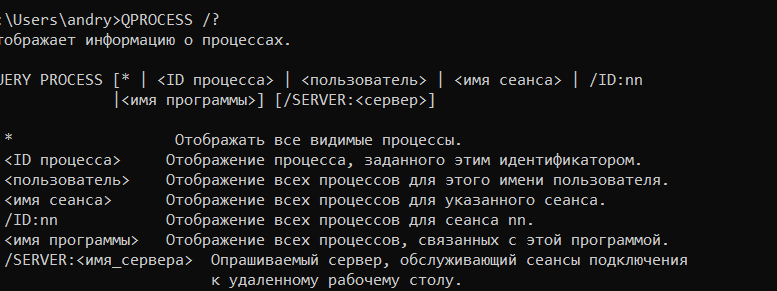 :\Users\andry>QPROCESS /?
тображает информацию о процессах.
UERY PROCESS [* | <ID процесса> | <пользователь> | <имя сеанса> | /ID:nn
|<имя программы>] [/SERVER:<сервер>]
* Отображать все видимые процессы.
<ID процесса> Отображение процесса, заданного этим идентификатором.
<пользователь> Отображение всех процессов для этого имени пользователя.
<имя сеанса> Отображение всех процессов для указанного сеанса.
/ID:nn Отображение всех процессов для сеанса nn.
<имя программы> Отображение всех процессов, связанных с этой программой.
/SERVER:<имя_сервера> Опрашиваемый сервер, обслуживающий сеансы подключения
к удаленному рабочему столу.